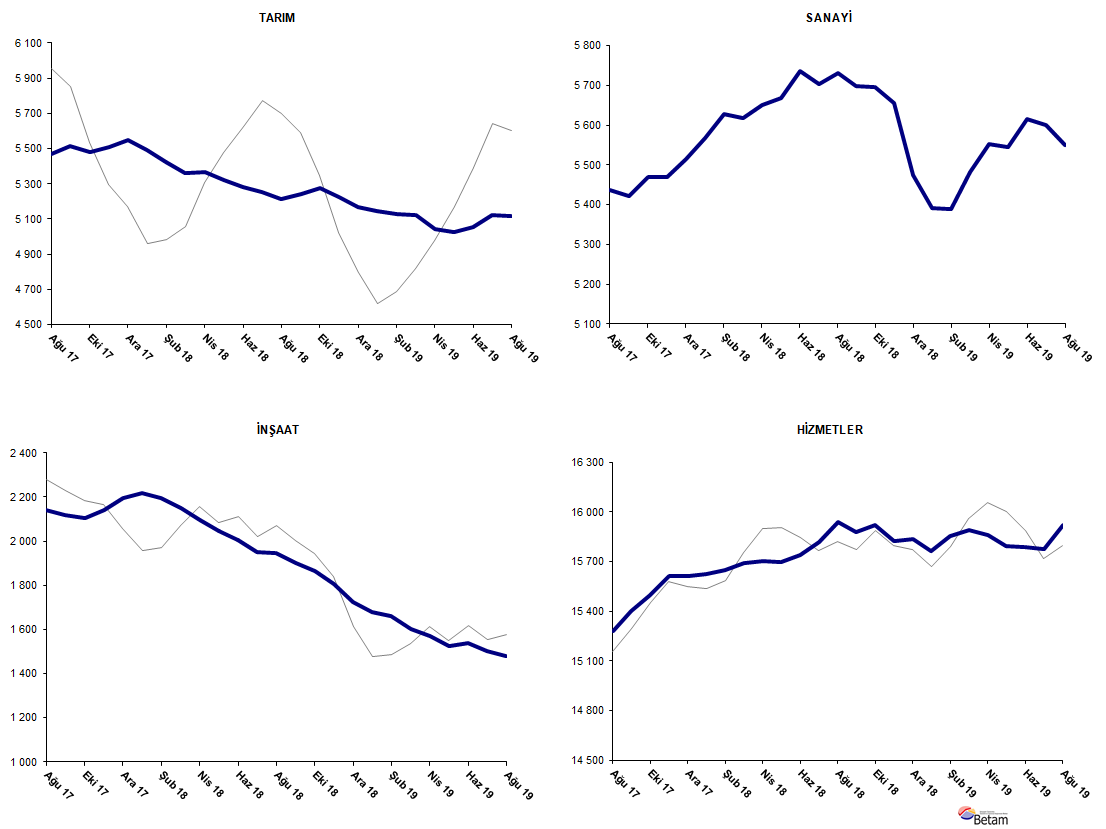 TARIM
6 100
5 900
5 700
5 500
5 300
5 100
4 900
4 700
4 500
Ağu 17
Eki 17
Ara 17
Şub 18
Nis 18
Haz 18
Ağu 18
Eki 18
Ara 18
Şub 19
Nis 19
Haz 19
Ağu 19
SANAYİ
5 800
5 700
5 600
5 500
5 400
5 300
5 200
5 100
Ağu 17
Eki 17
Ara 17
Şub 18
Nis 18
Haz 18
Ağu 18
Eki 18
Ara 18
Şub 19
Nis 19
Haz 19
Ağu 19
İNŞAAT
2 400
2 200
2 000
1 800
1 600
1 400
1 200
1 000
Ağu 17
Eki 17
Ara 17
Şub 18
Nis 18
Haz 18
Ağu 18
Eki 18
Ara 18
Şub 19
Nis 19
Haz 19
Ağu 19
HİZMETLER
16 300
16 000
15 700
15 400
15 100
14 800
14 500
Ağu 17
Eki 17
Ara 17
Şub 18
Nis 18
Haz 18
Ağu 18
Eki 18
Ara 18
Şub 19
Nis 19
Haz 19
Ağu 19
Betam